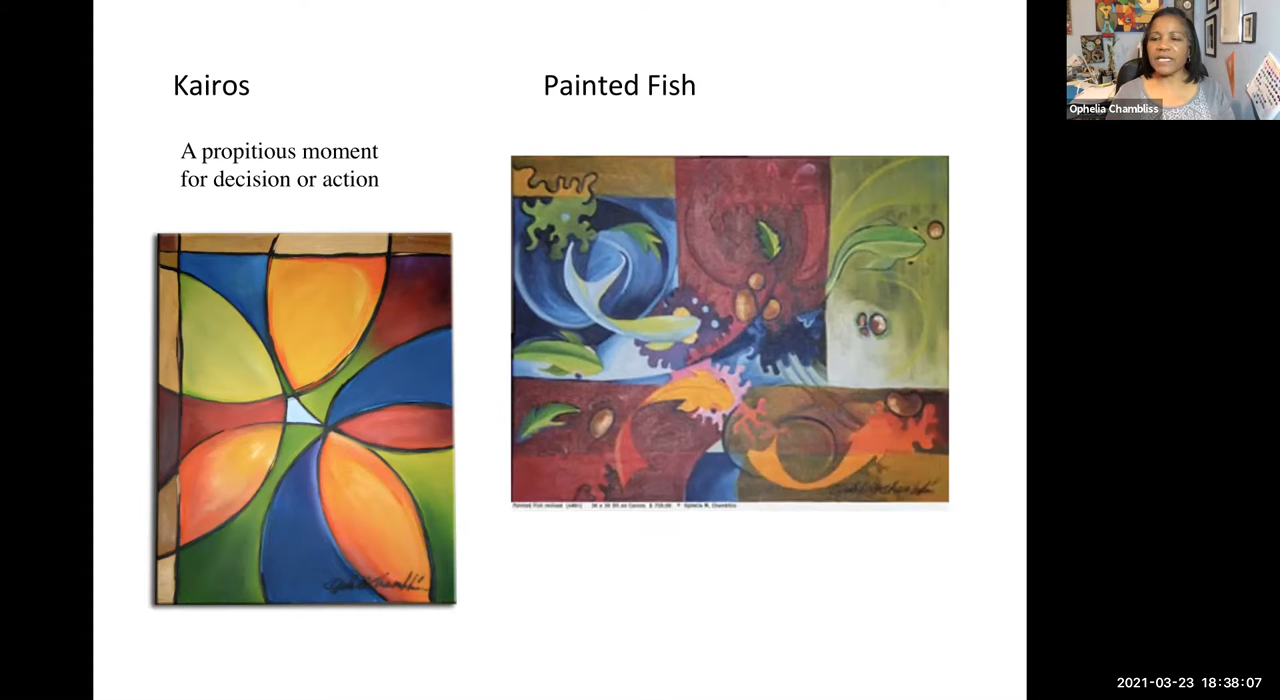 Kairos
A propitious moment
for decision or action
Painted Fish
Ophelia Chambliss
2021-03-23 18:38:07